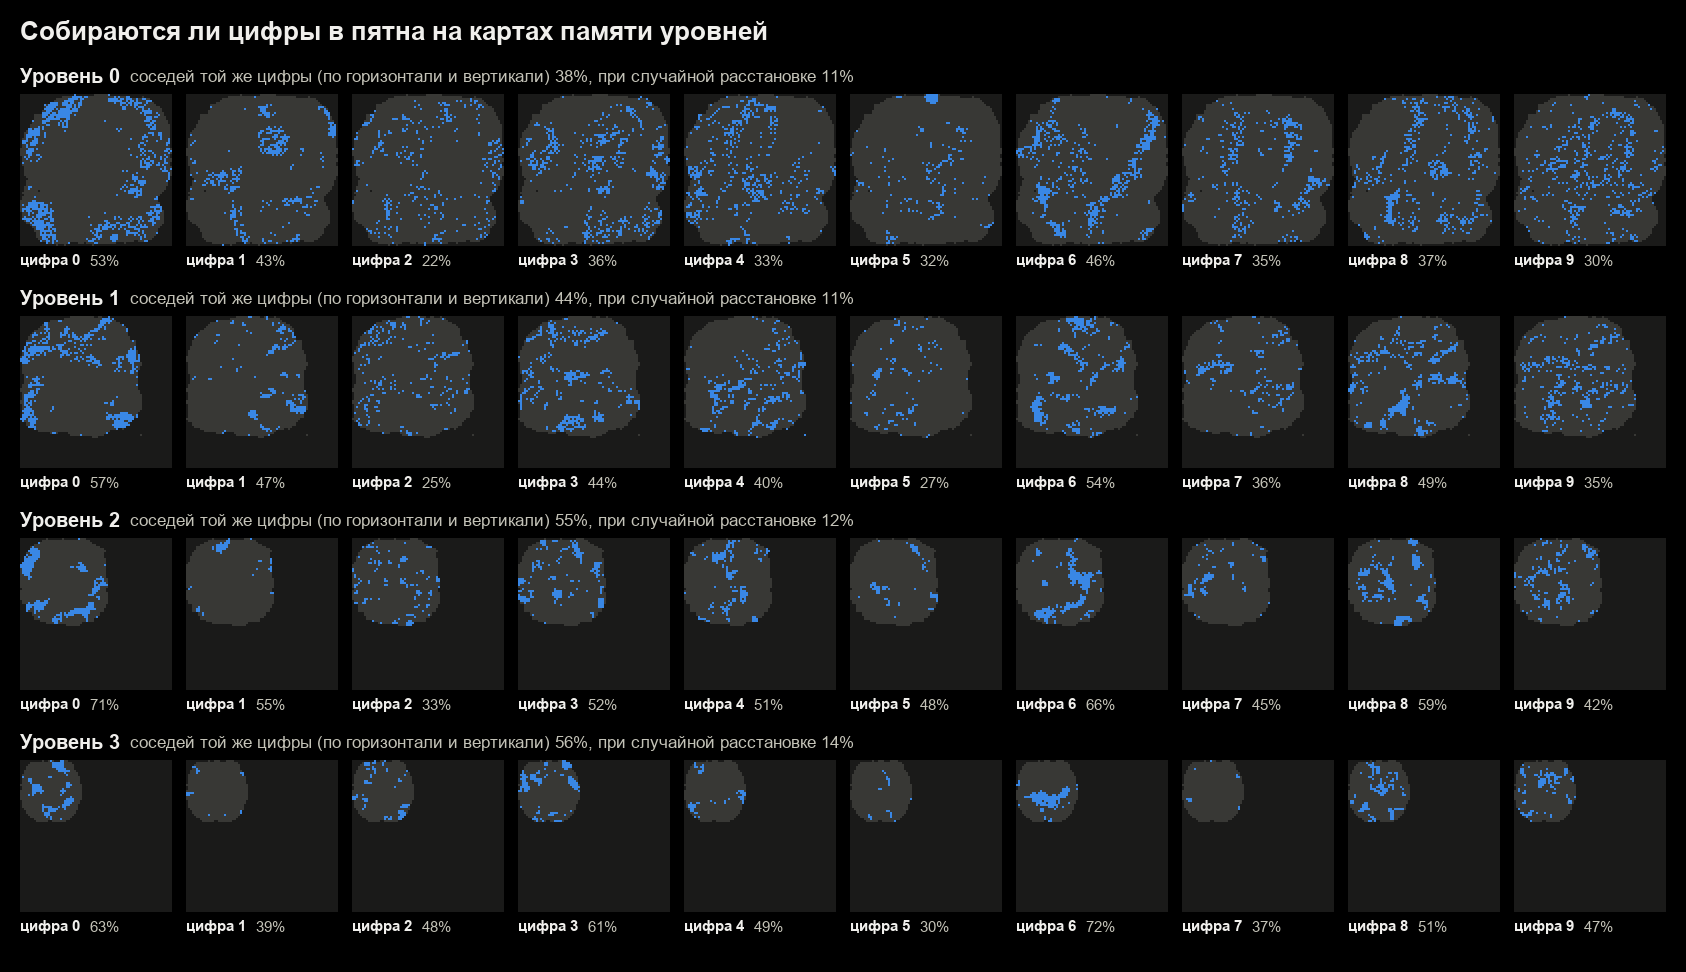 Собираются ли цифры в пятна на картах памяти уровней
Уровень 0 соседей той же цифры (по горизонтали и вертикали) 38%, при случайной расстановке 11%
цифра 0 53% цифра 1 43% цифра 2 22% цифра 3 36% цифра 4 33% цифра 5 32% цифра 6 46% цифра 7 35% цифра 8 37% цифра 9 30%
Уровень 1 соседей той же цифры (по горизонтали и вертикали) 44%, при случайной расстановке 11%
цифра 0 57% цифра 1 47% цифра 2 25% цифра 3 44% цифра 4 40% цифра 5 27% цифра 6 54% цифра 7 36% цифра 8 49% цифра 9 35%
Уровень 2 соседей той же цифры (по горизонтали и вертикали) 55%, при случайной расстановке 12%
цифра 0 71% цифра 1 55% цифра 2 33% цифра 3 52% цифра 4 51% цифра 5 48% цифра 6 66% цифра 7 45% цифра 8 59% цифра 9 42%
Уровень 3 соседей той же цифры (по горизонтали и вертикали) 56%, при случайной расстановке 14%
цифра 0 63% цифра 1 39% цифра 2 48% цифра 3 61% цифра 4 49% цифра 5 30% цифра 6 72% цифра 7 37% цифра 8 51% цифра 9 47%